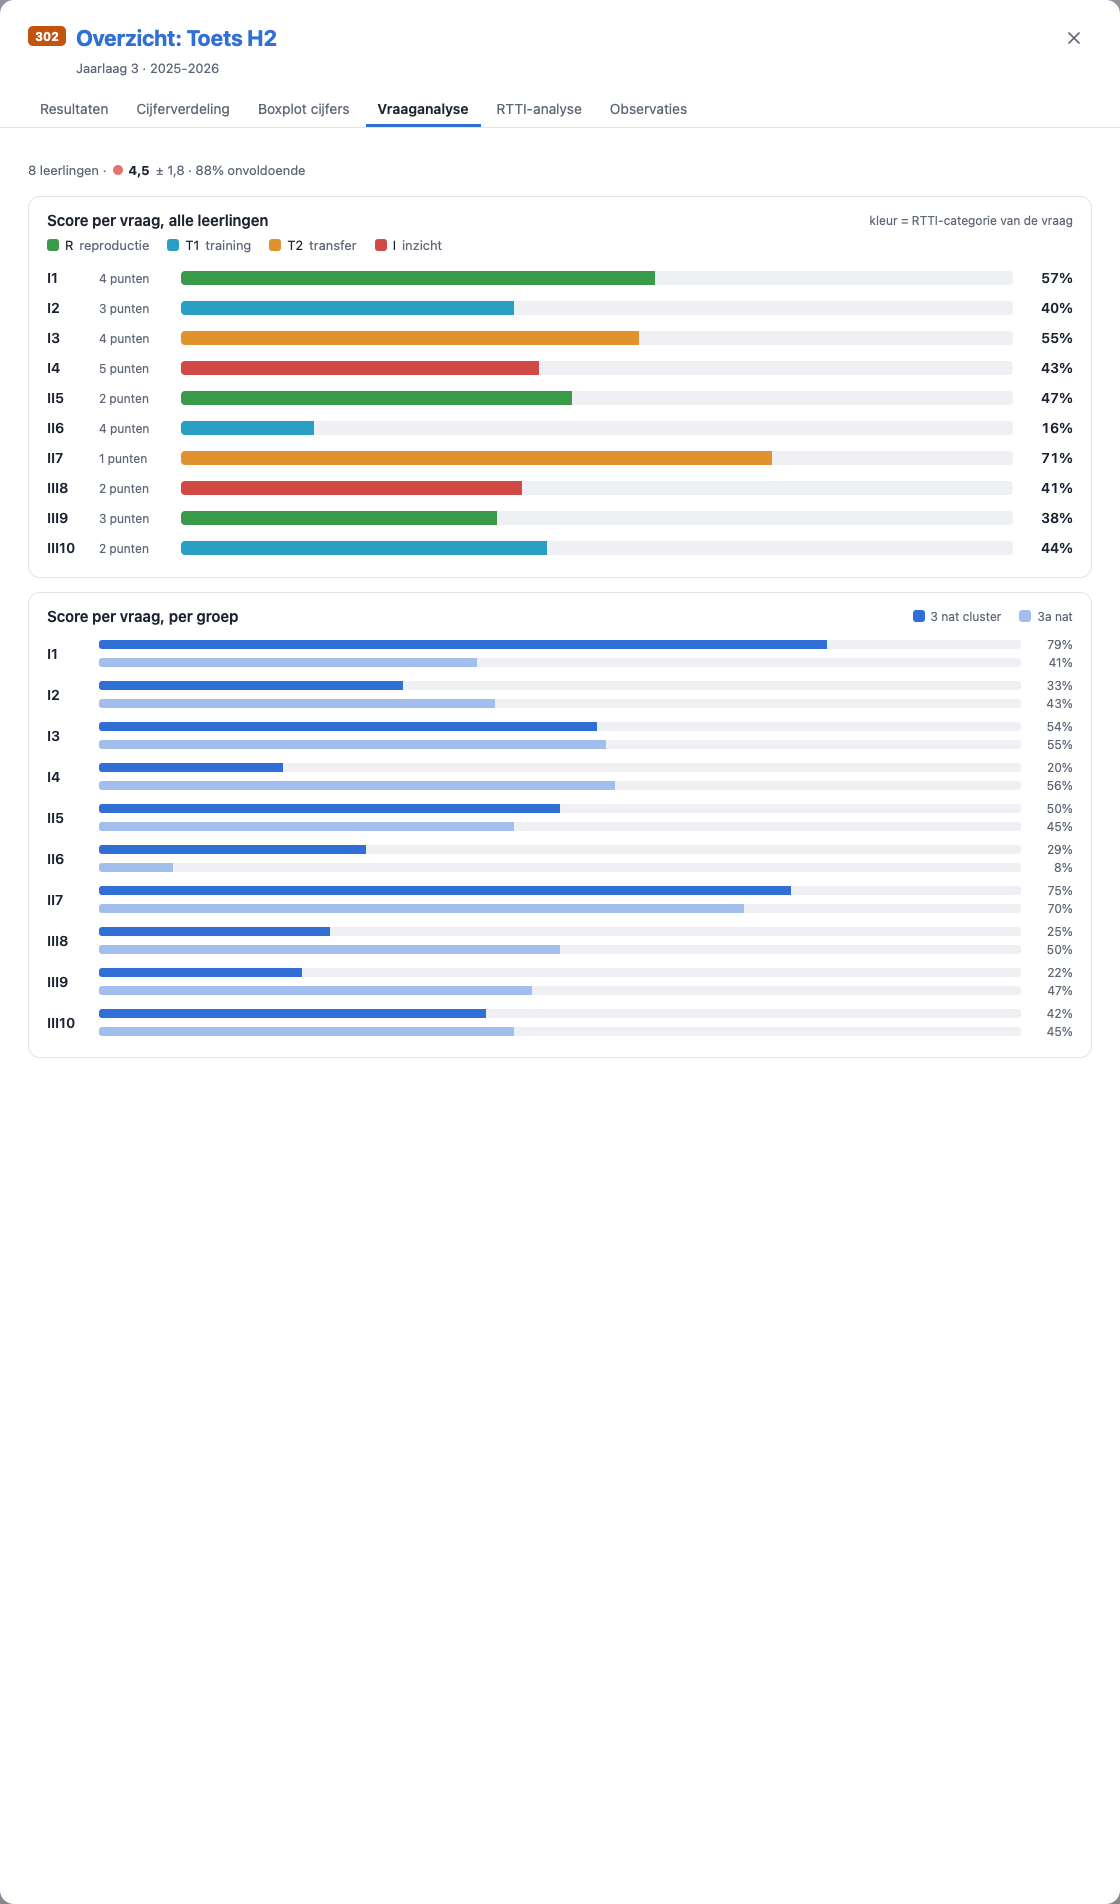 302 Overzicht: Toets H2
Jaarlaag 3 · 2025-2026
Resultaten Cijferverdeling Boxplot cijfers Vraaganalyse RTTI-analyse Observaties
8 leerlingen · 4,5 ± 1,8 · 88% onvoldoende
Score per vraag, alle leerlingen kleur = RTTI-categorie van de vraag
R reproductie T1 training T2 transfer I inzicht
I1 4 punten 57%
I2 3 punten 40%
I3 4 punten 55%
I4 5 punten 43%
II5 2 punten 47%
II6 4 punten 16%
II7 1 punten 71%
III8 2 punten 41%
III9 3 punten 38%
III10 2 punten 44%
Score per vraag, per groep 3 nat cluster 3a nat
I1 79%
41%
I2 33%
43%
I3 54%
55%
I4 20%
56%
II5 50%
45%
II6 29%
8%
II7 75%
70%
III8 25%
50%
III9 22%
47%
III10 42%
45%